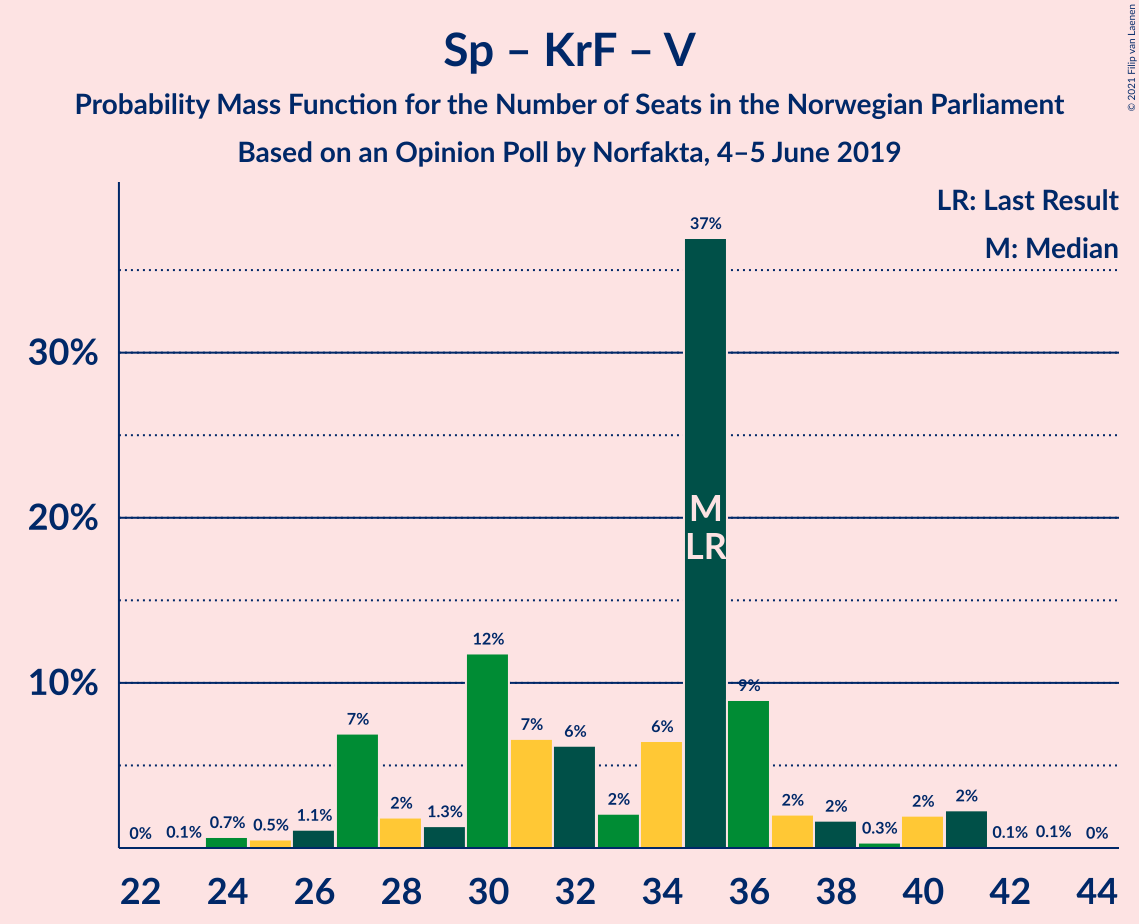 Sp – KrF – V
Probability Mass Function for the Number of Seats in the Norwegian Parliament
Based on an Opinion Poll by Norfakta, 4–5 June 2019
© 2021 Filip van Laenen
LR: Last Result
M: Median
37%
30%
M
20%
LR
12%
10%
9%
7%
7%
6%
6%
0%
0.1%
0.7%
0.5%
1.1%
2%
1.3%
2%
2%
2%
0.3%
2%
2%
0.1%
0.1%
0%
22 24 26 28 30 32 34 36 38 40 42 44